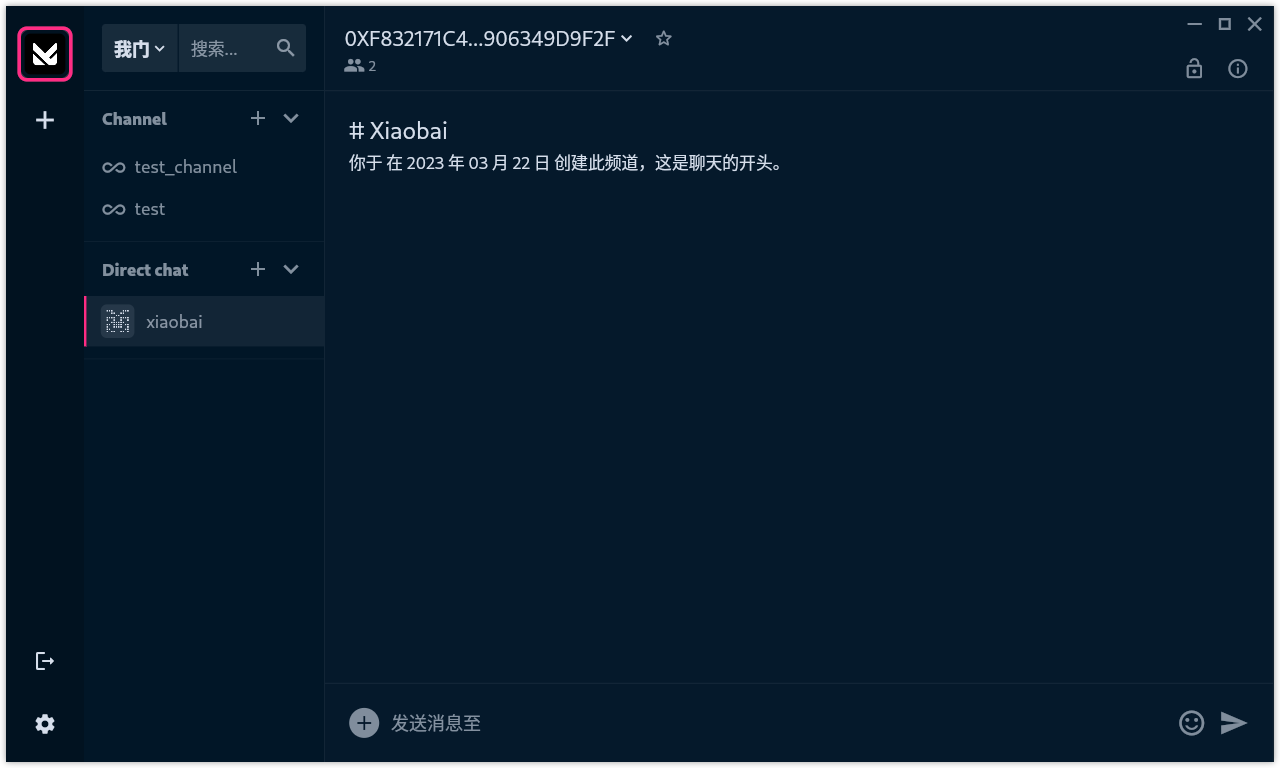 我门
搜索...
0XF832171C4...906349D9F2F
2
Channel
test_channel
test
Direct chat
xiaobai
# Xiaobai
你于 在 2023 年 03 月 22 日 创建此频道，这是聊天的开头。
发送消息至